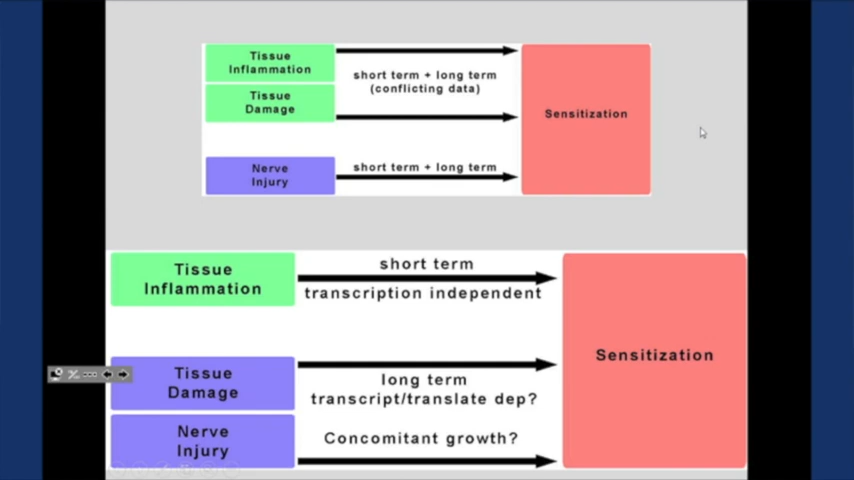 Tissue
Inflammation
short term + long term
(conflicting data)
Tissue
Damage
Sensitization
Nerve
Injury
short term + long term
Tissue
Inflammation
short term
transcription independent
Sensitization
Tissue
Damage
long term
transcript/translate dep?
Nerve
Injury
Concomitant growth?